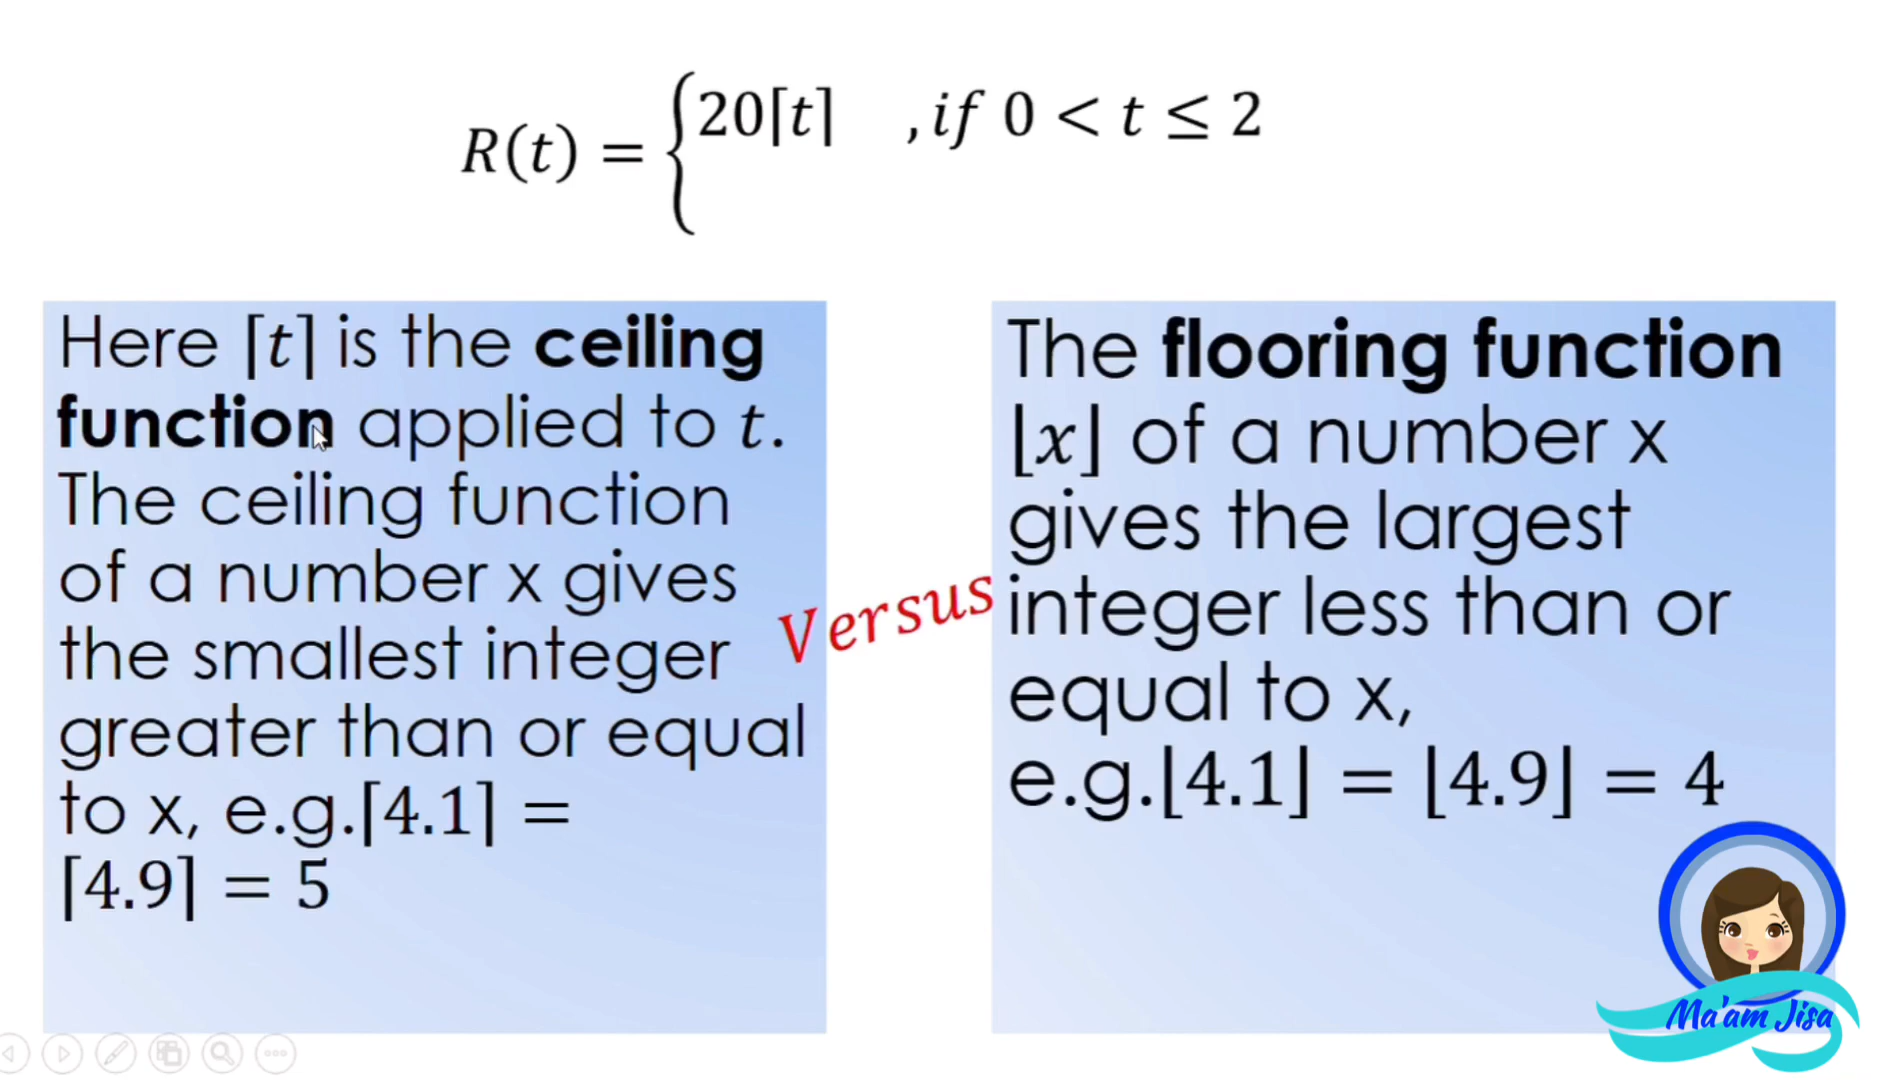 R(t) = {20⌈t⌉ , if 0 < t ≤ 2
Here ⌈t⌉ is the ceiling
function applied to t.
The ceiling function
of a number x gives
the smallest integer
greater than or equal
to x, e.g.⌈4.1⌉ =
⌈4.9⌉ = 5
Versus
The flooring function
⌊x⌋ of a number x
gives the largest
integer less than or
equal to x,
e.g.⌊4.1⌋ = ⌊4.9⌋ = 4
Ma'am Jisa